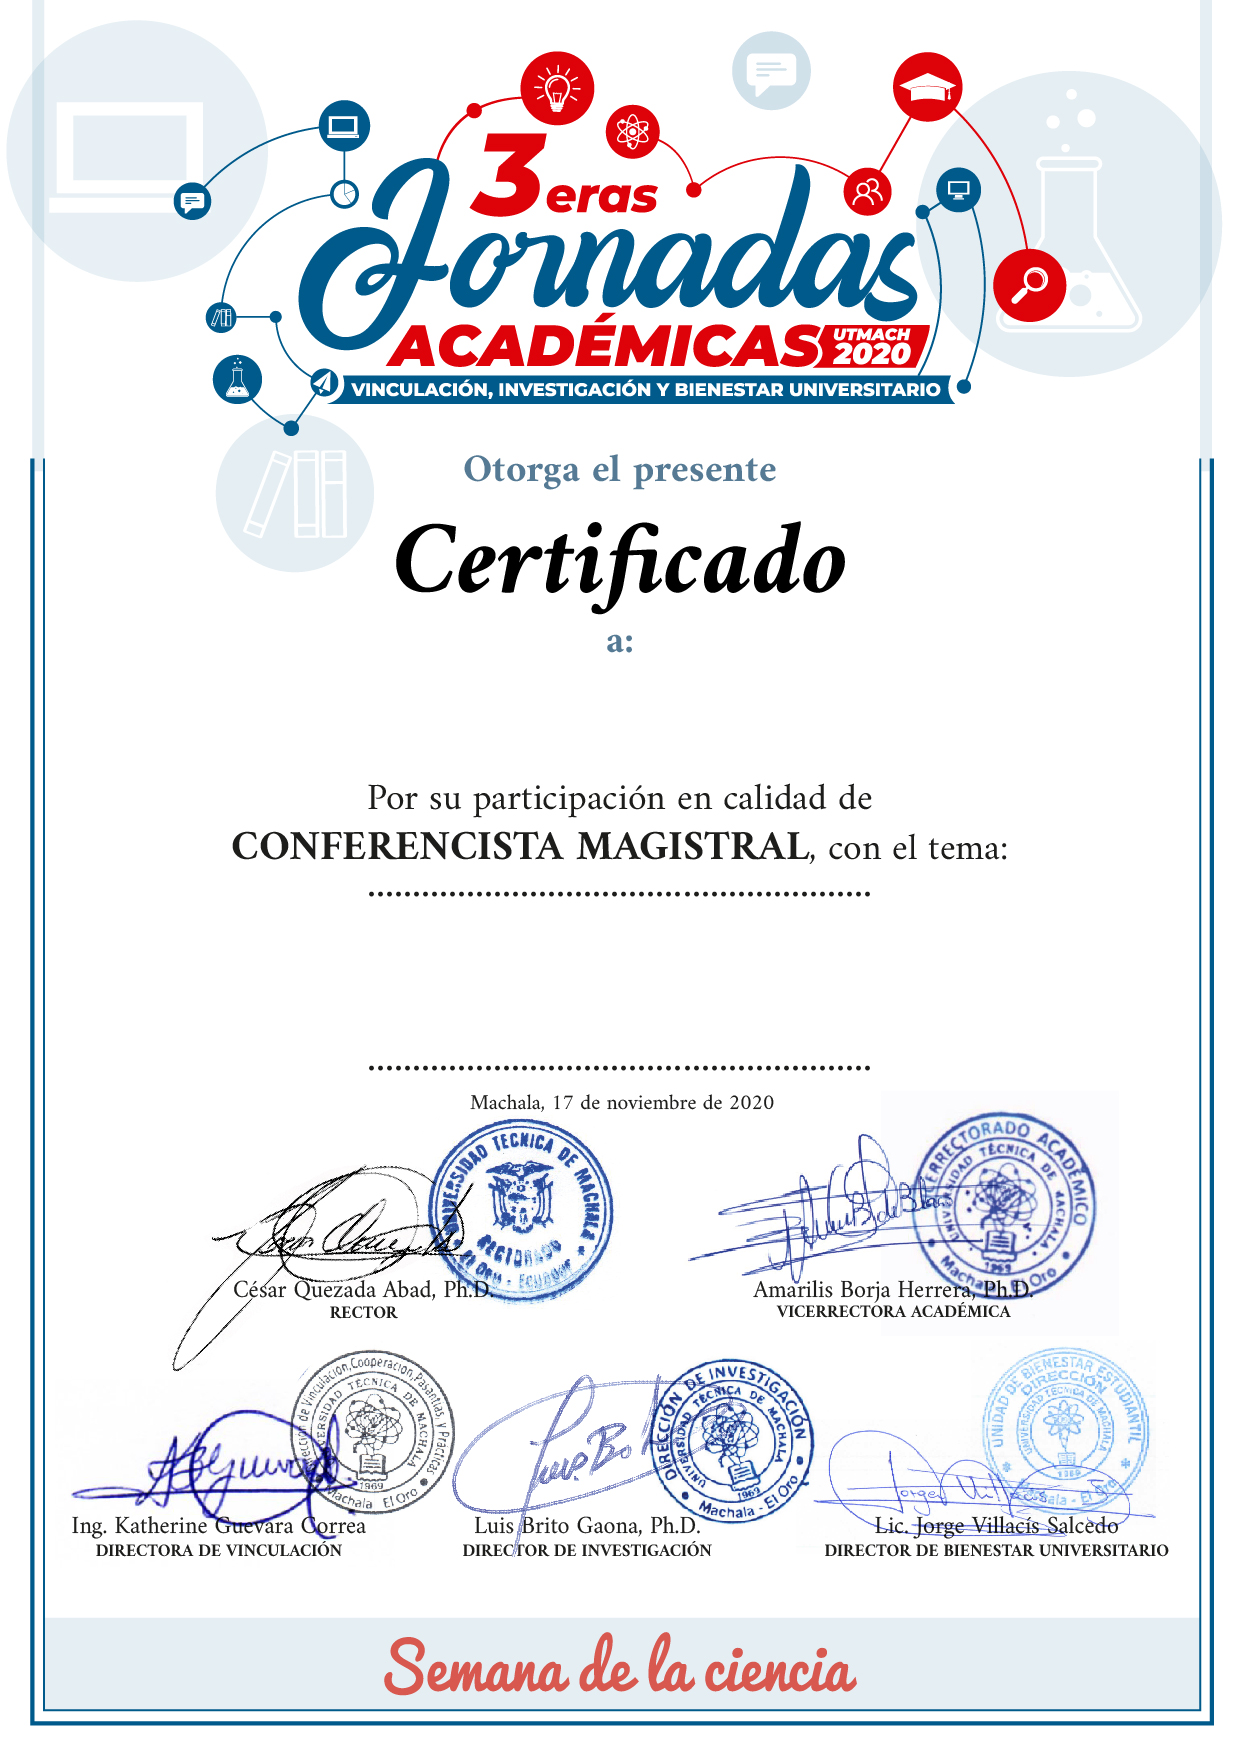 3eras
Jornadas
ACADÉMICAS UTMACH 2020
VINCULACIÓN, INVESTIGACIÓN Y BIENESTAR UNIVERSITARIO
Otorga el presente
Certificado
a:
Por su participación en calidad de
CONFERENCISTA MAGISTRAL, con el tema:
........................................................
........................................................
Machala, 17 de noviembre de 2020
UNIVERSIDAD TECNICA DE MACHALA
RECTORADO
El Oro - ECUADOR
César Quezada Abad, Ph.D.
RECTOR
VICERRECTORADO ACADÉMICO
UNIVERSIDAD TÉCNICA DE MACHALA
1969
Machala - El Oro
Amarilis Borja Herrera, Ph.D.
VICERRECTORA ACADÉMICA
Dirección de Vinculación, Cooperación, Pasantías, y Prácticas
UNIVERSIDAD TÉCNICA DE MACHALA
1969
Machala El Oro
Ing. Katherine Guevara Correa
DIRECTORA DE VINCULACIÓN
DIRECCIÓN DE INVESTIGACIÓN
UNIVERSIDAD TÉCNICA DE MACHALA
1969
Machala - El Oro
Luis Brito Gaona, Ph.D.
DIRECTOR DE INVESTIGACIÓN
UNIDAD DE BIENESTAR ESTUDIANTIL
DIRECCIÓN
UNIVERSIDAD TECNICA DE MACHALA
1969
Machala - El Oro
Lic. Jorge Villacís Salcedo
DIRECTOR DE BIENESTAR UNIVERSITARIO
Semana de la ciencia